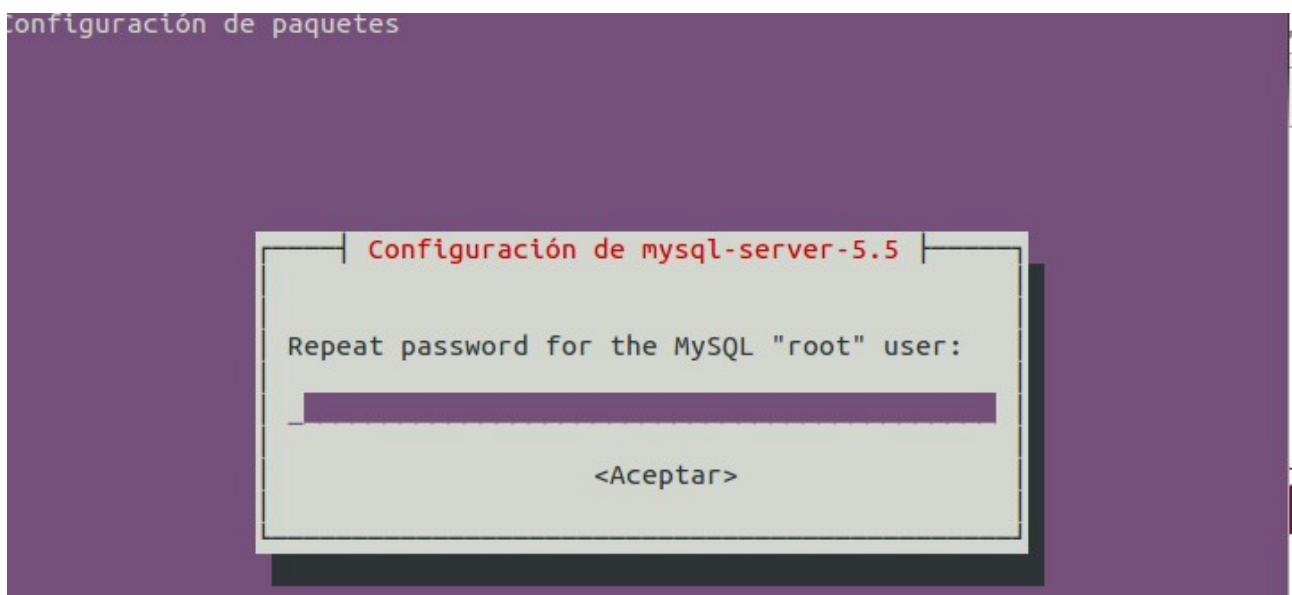 Configuración de paquetes
Configuración de mysql-server-5.5
Repeat password for the MySQL "root" user:
<Aceptar>